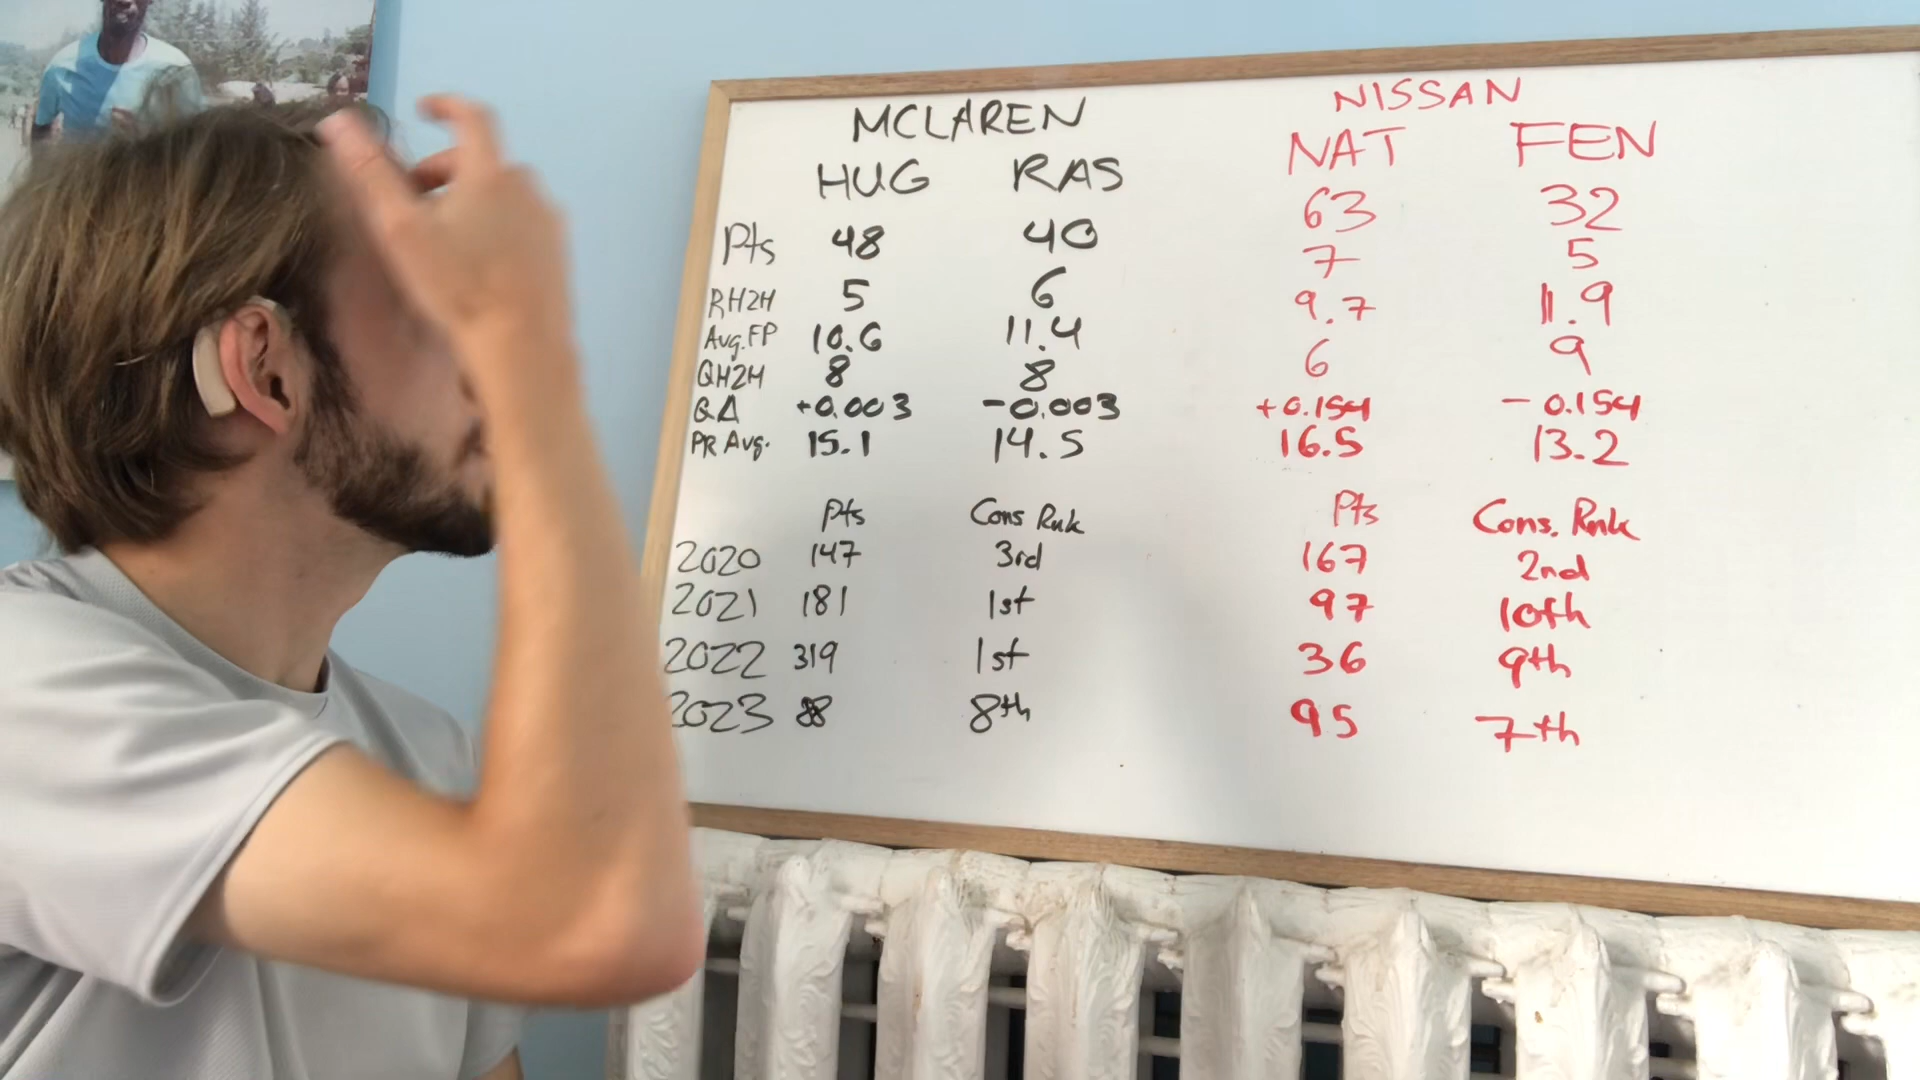 MCLAREN NISSAN
HUG RAS NAT FEN
Pts 48 40 63 32
RH2H 5 6 7 5
Avg.FP 10.6 11.4 9.7 11.9
QH2H 8 8 6 9
QΔ +0.003 -0.003 +0.154 -0.154
PR Avg. 15.1 14.5 16.5 13.2
Pts Cons Rnk Pts Cons. Rnk
2020 147 3rd 167 2nd
2021 181 1st 97 10th
2022 319 1st 36 9th
2023 88 8th 95 7th